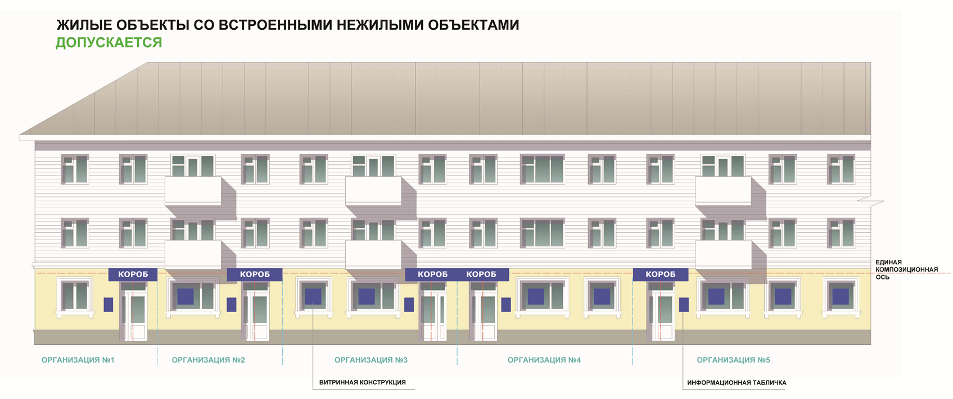 ЖИЛЫЕ ОБЪЕКТЫ СО ВСТРОЕННЫМИ НЕЖИЛЫМИ ОБЪЕКТАМИ
ДОПУСКАЕТСЯ
ЕДИНАЯ
КОМПОЗИЦИОННАЯ
ОСЬ
КОРОБ
КОРОБ
КОРОБ
КОРОБ
КОРОБ
ОРГАНИЗАЦИЯ №1
ОРГАНИЗАЦИЯ №2
ОРГАНИЗАЦИЯ №3
ОРГАНИЗАЦИЯ №4
ОРГАНИЗАЦИЯ №5
ВИТРИННАЯ КОНСТРУКЦИЯ
ИНФОРМАЦИОННАЯ ТАБЛИЧКА